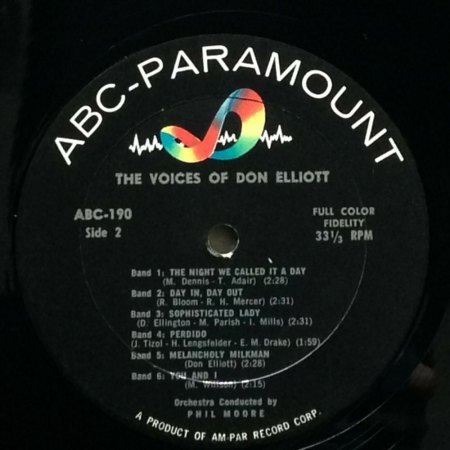 ABC-PARAMOUNT
THE VOICES OF DON ELLIOTT
ABC-190
Side 2
FULL COLOR
FIDELITY
33 1/3 RPM
Band 1: THE NIGHT WE CALLED IT A DAY
(M. Dennis - T. Adair) (2:28)
Band 2: DAY IN, DAY OUT
(R. Bloom - R. H. Mercer) (2:31)
Band 3: SOPHISTICATED LADY
(D. Ellington - M. Parish - I. Mills) (2:31)
Band 4: PERDIDO
(J. Tizol - H. Lengsfelder - E. M. Drake) (1:59)
Band 5: MELANCHOLY MILKMAN
(Don Elliott) (2:28)
Band 6: YOU AND I
(M. Willson) (2:15)
Orchestra Conducted by
PHIL MOORE
A PRODUCT OF AM-PAR RECORD CORP.